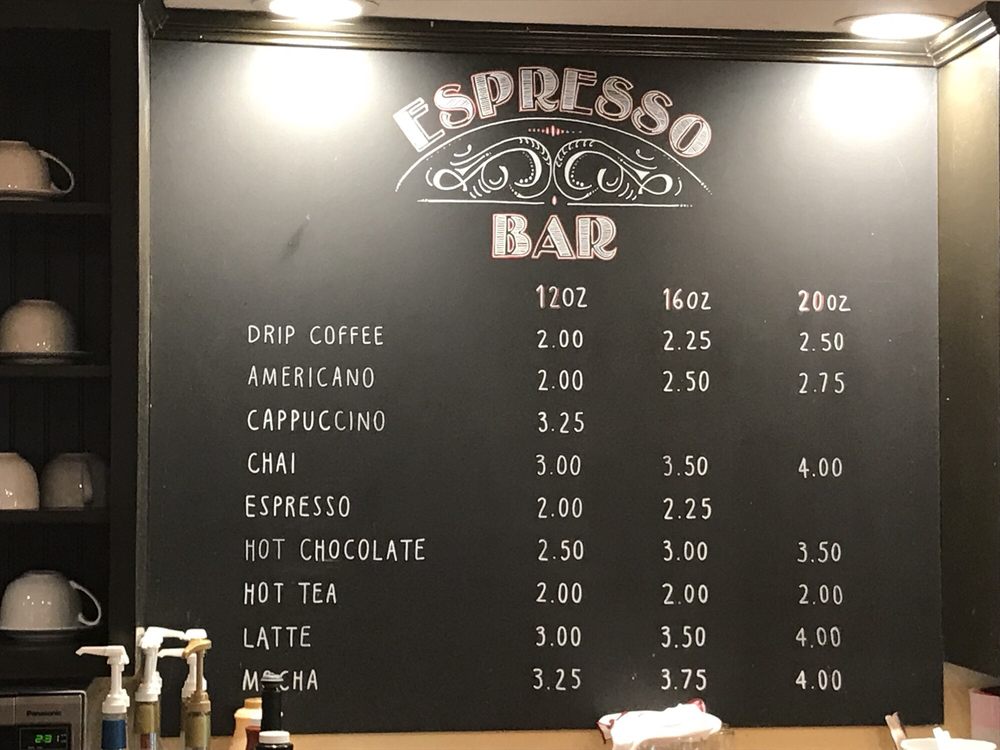 ESPRESSO
BAR
12OZ 16OZ 20OZ
DRIP COFFEE 2.00 2.25 2.50
AMERICANO 2.00 2.50 2.75
CAPPUCCINO 3.25
CHAI 3.00 3.50 4.00
ESPRESSO 2.00 2.25
HOT CHOCOLATE 2.50 3.00 3.50
HOT TEA 2.00 2.00 2.00
LATTE 3.00 3.50 4.00
MOCHA 3.25 3.75 4.00
Panasonic
2:31